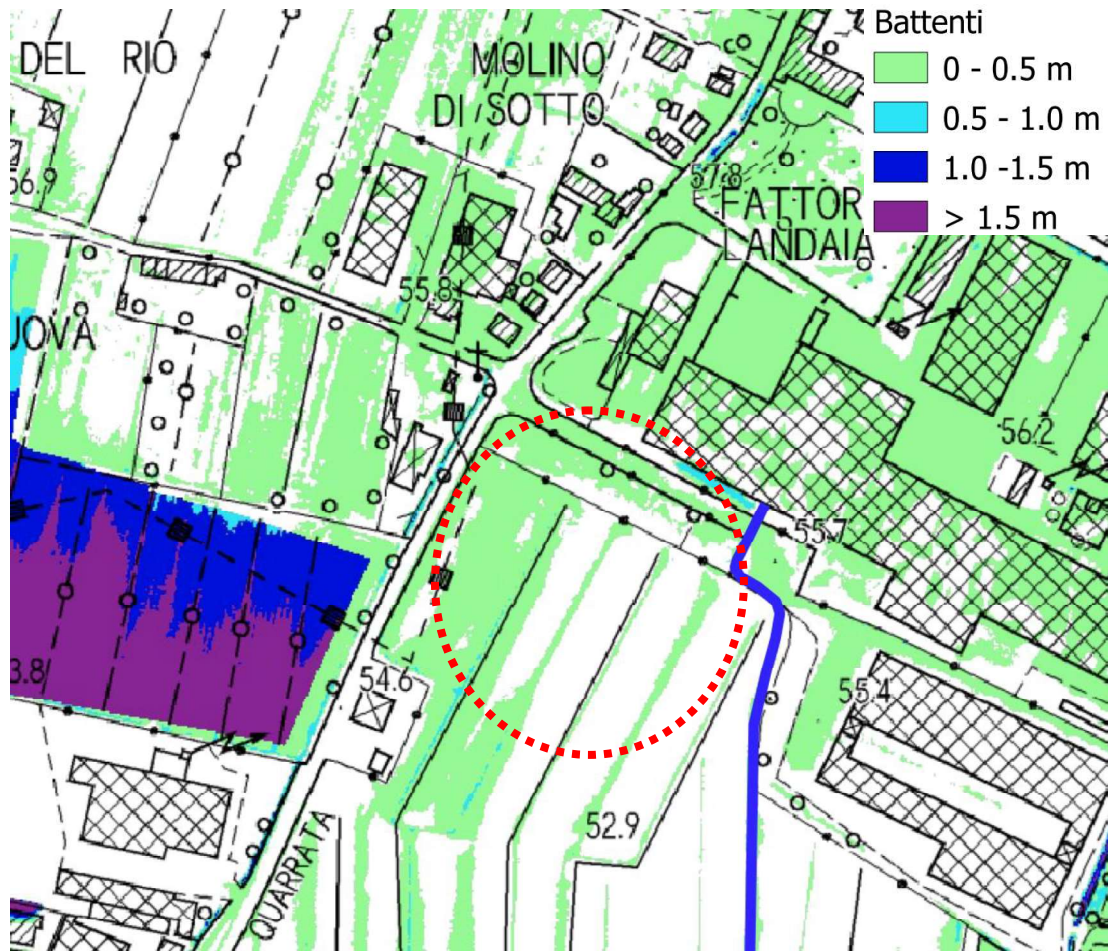 Battenti
0 - 0.5 m
0.5 - 1.0 m
1.0 -1.5 m
> 1.5 m
DEL RIO
MOLINO
DI SOTTO
57.8
FATTOR
LANDAIA
56.
55.8
UOVA
56.2
55.7
3.8
54.6
55.4
52.9
QUARRATA